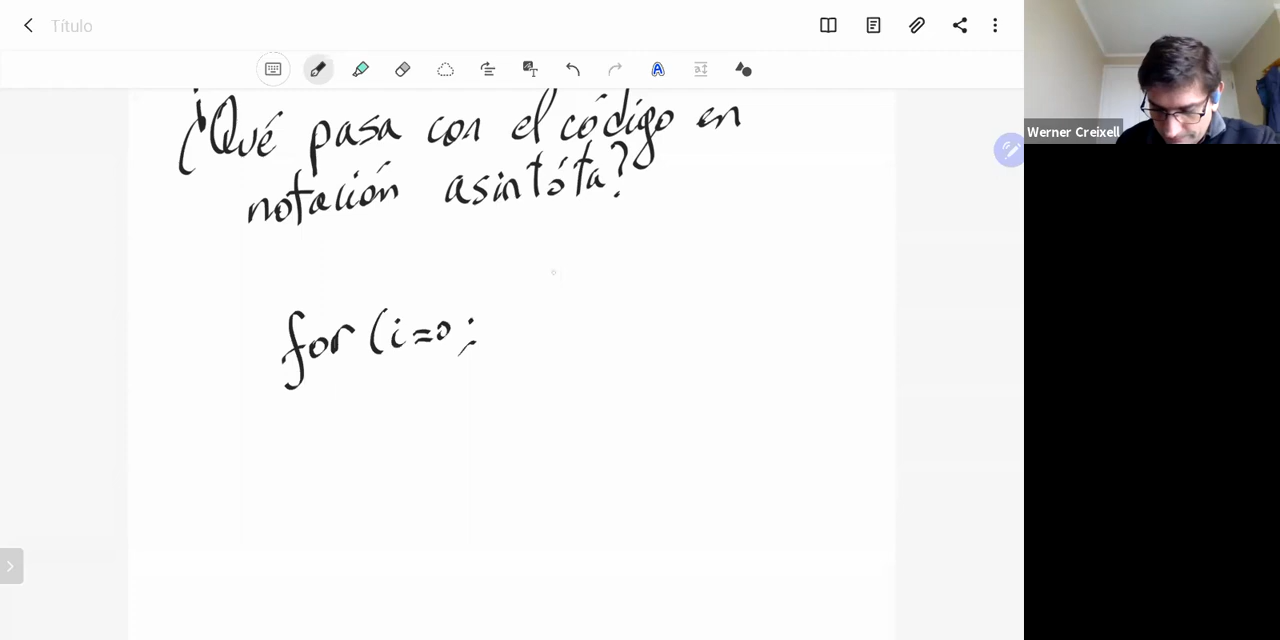 Título
¿Qué pasa con el código en
notación asintóta?
for (i=0;
Werner Creixell